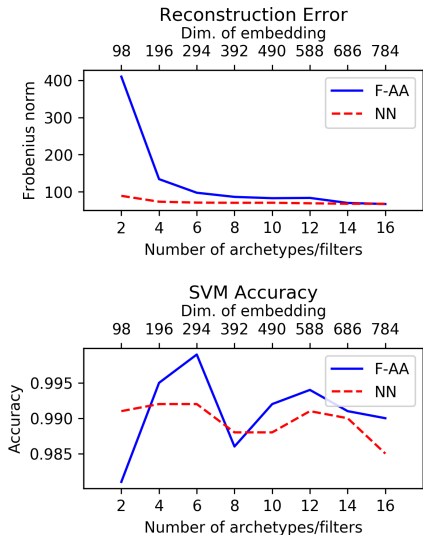 Reconstruction Error
Dim. of embedding
98 196 294 392 490 588 686 784
400
300
200
100
Frobenius norm
F-AA
NN
2 4 6 8 10 12 14 16
Number of archetypes/filters
SVM Accuracy
Dim. of embedding
98 196 294 392 490 588 686 784
0.995
0.990
0.985
Accuracy
F-AA
NN
2 4 6 8 10 12 14 16
Number of archetypes/filters